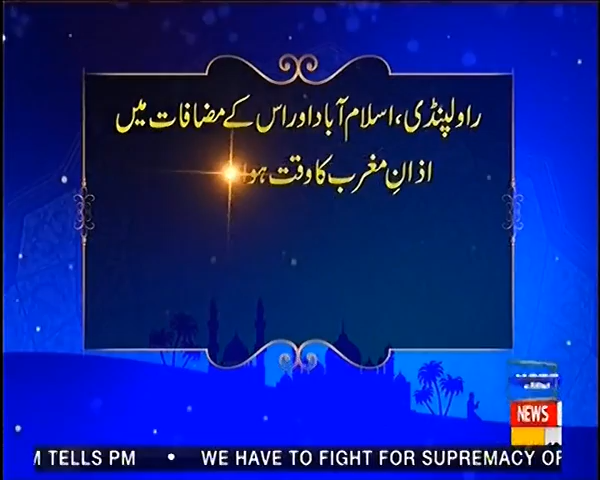 راولپنڈی، اسلام آباد اور اس کے مضافات میں
اذانِ مغرب کا وقت ہوا
NEWS
M TELLS PM • WE HAVE TO FIGHT FOR SUPREMACY OF